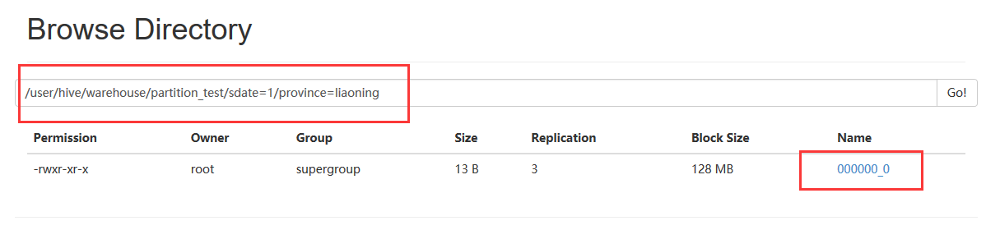 Browse Directory
/user/hive/warehouse/partition_test/sdate=1/province=liaoning Go!
Permission Owner Group Size Replication Block Size Name
-rwxr-xr-x root supergroup 13 B 3 128 MB 000000_0